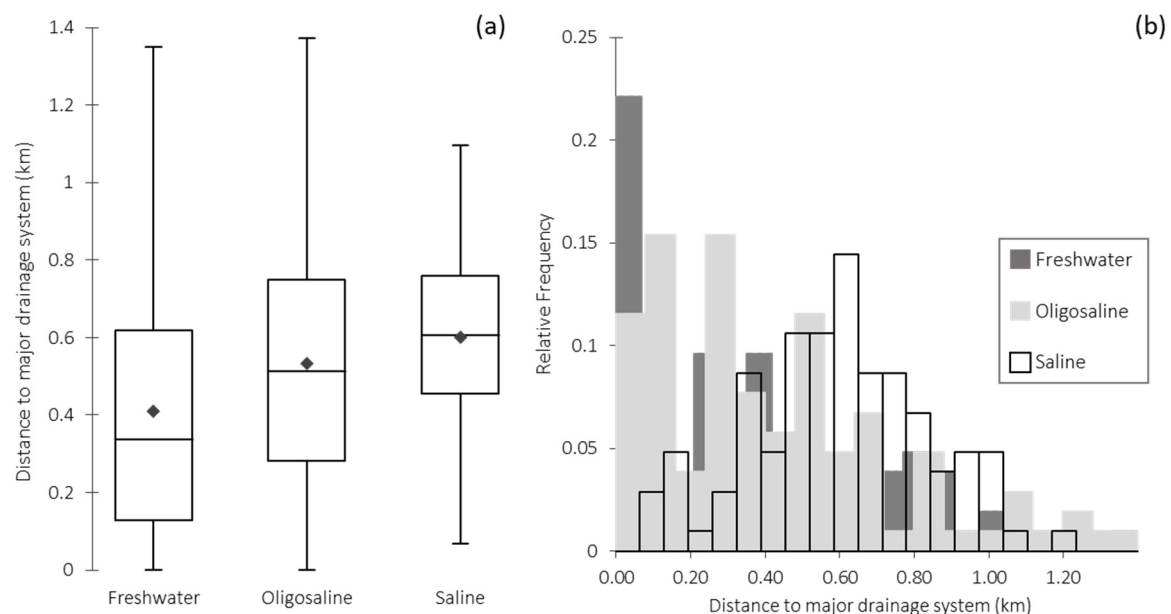 (a)
Distance to major drainage system (km)
1.4
1.2
1
0.8
0.6
0.4
0.2
0
Freshwater Oligosaline Saline
(b)
Relative Frequency
0.25
0.2
0.15
0.1
0.05
0
0.00 0.20 0.40 0.60 0.80 1.00 1.20
Distance to major drainage system (km)
Freshwater
Oligosaline
Saline